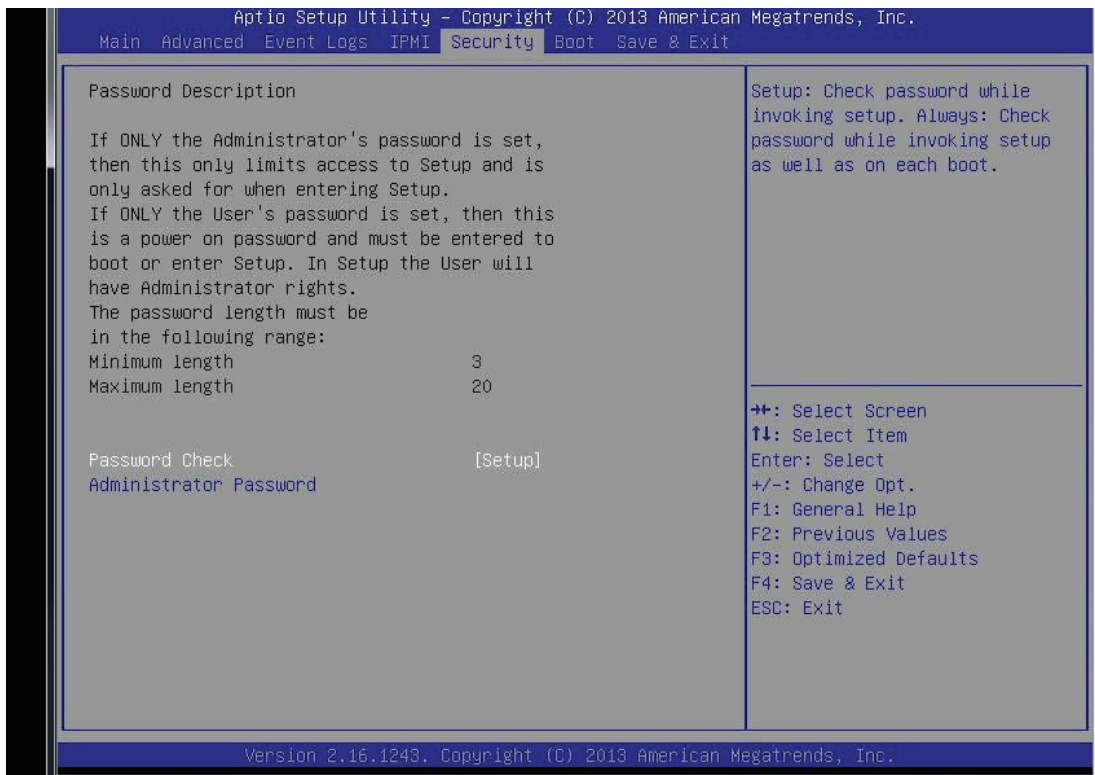 Aptio Setup Utility – Copyright (C) 2013 American Megatrends, Inc.
Main Advanced Event Logs IPMI Security Boot Save & Exit
Password Description
If ONLY the Administrator's password is set,
then this only limits access to Setup and is
only asked for when entering Setup.
If ONLY the User's password is set, then this
is a power on password and must be entered to
boot or enter Setup. In Setup the User will
have Administrator rights.
The password length must be
in the following range:
Minimum length 3
Maximum length 20
Password Check [Setup]
Administrator Password
Setup: Check password while
invoking setup. Always: Check
password while invoking setup
as well as on each boot.
→←: Select Screen
↑↓: Select Item
Enter: Select
+/-: Change Opt.
F1: General Help
F2: Previous Values
F3: Optimized Defaults
F4: Save & Exit
ESC: Exit
Version 2.16.1243. Copyright (C) 2013 American Megatrends, Inc.